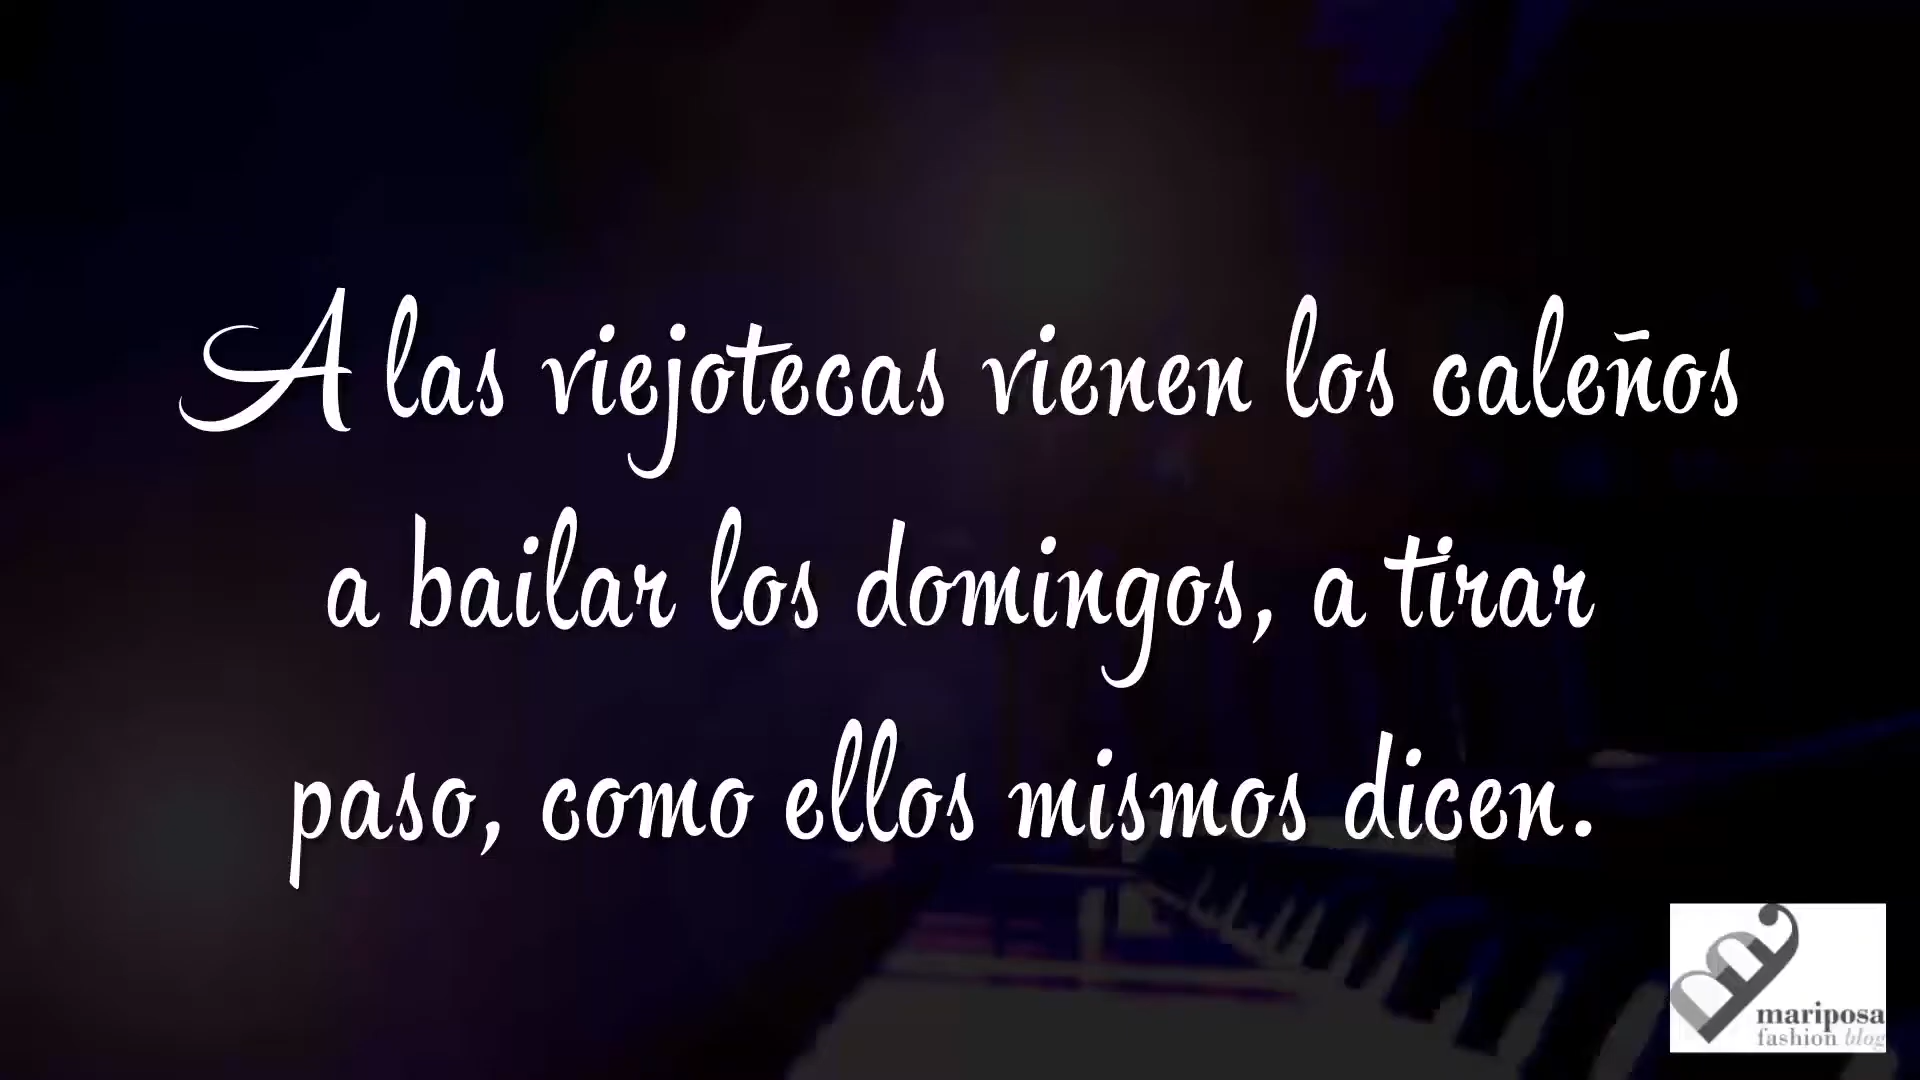 A las viejotecas vienen los caleños
a bailar los domingos, a tirar
paso, como ellos mismos dicen.
mariposa
fashion blog